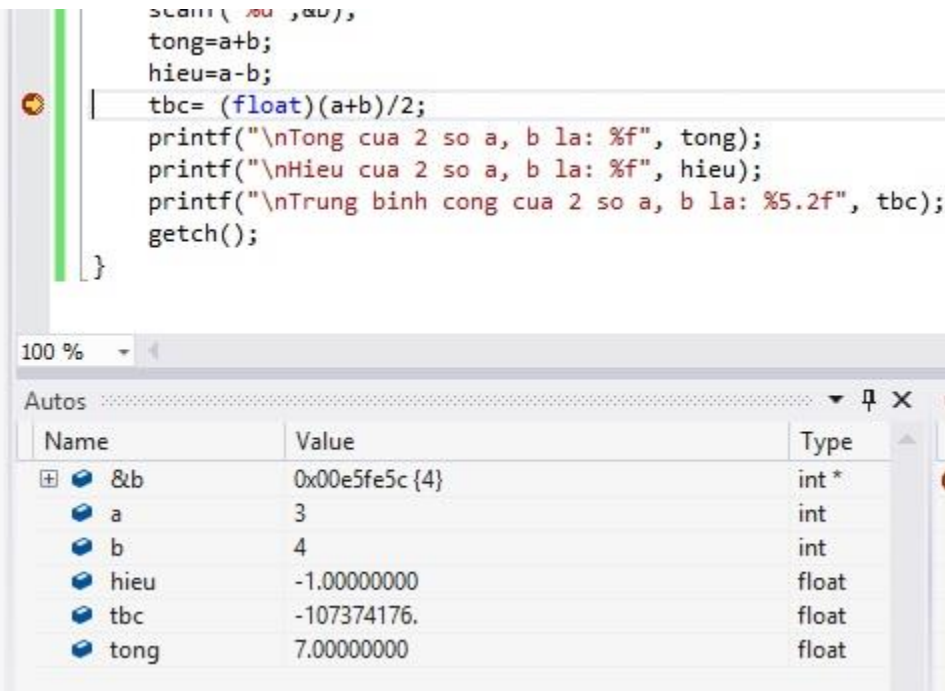 scanf( "%d",&b);
tong=a+b;
hieu=a-b;
tbc= (float)(a+b)/2;
printf("\nTong cua 2 so a, b la: %f", tong);
printf("\nHieu cua 2 so a, b la: %f", hieu);
printf("\nTrung binh cong cua 2 so a, b la: %5.2f", tbc);
getch();
}
100 %
Autos
Name Value Type
&b 0x00e5fe5c {4} int *
a 3 int
b 4 int
hieu -1.00000000 float
tbc -107374176. float
tong 7.00000000 float